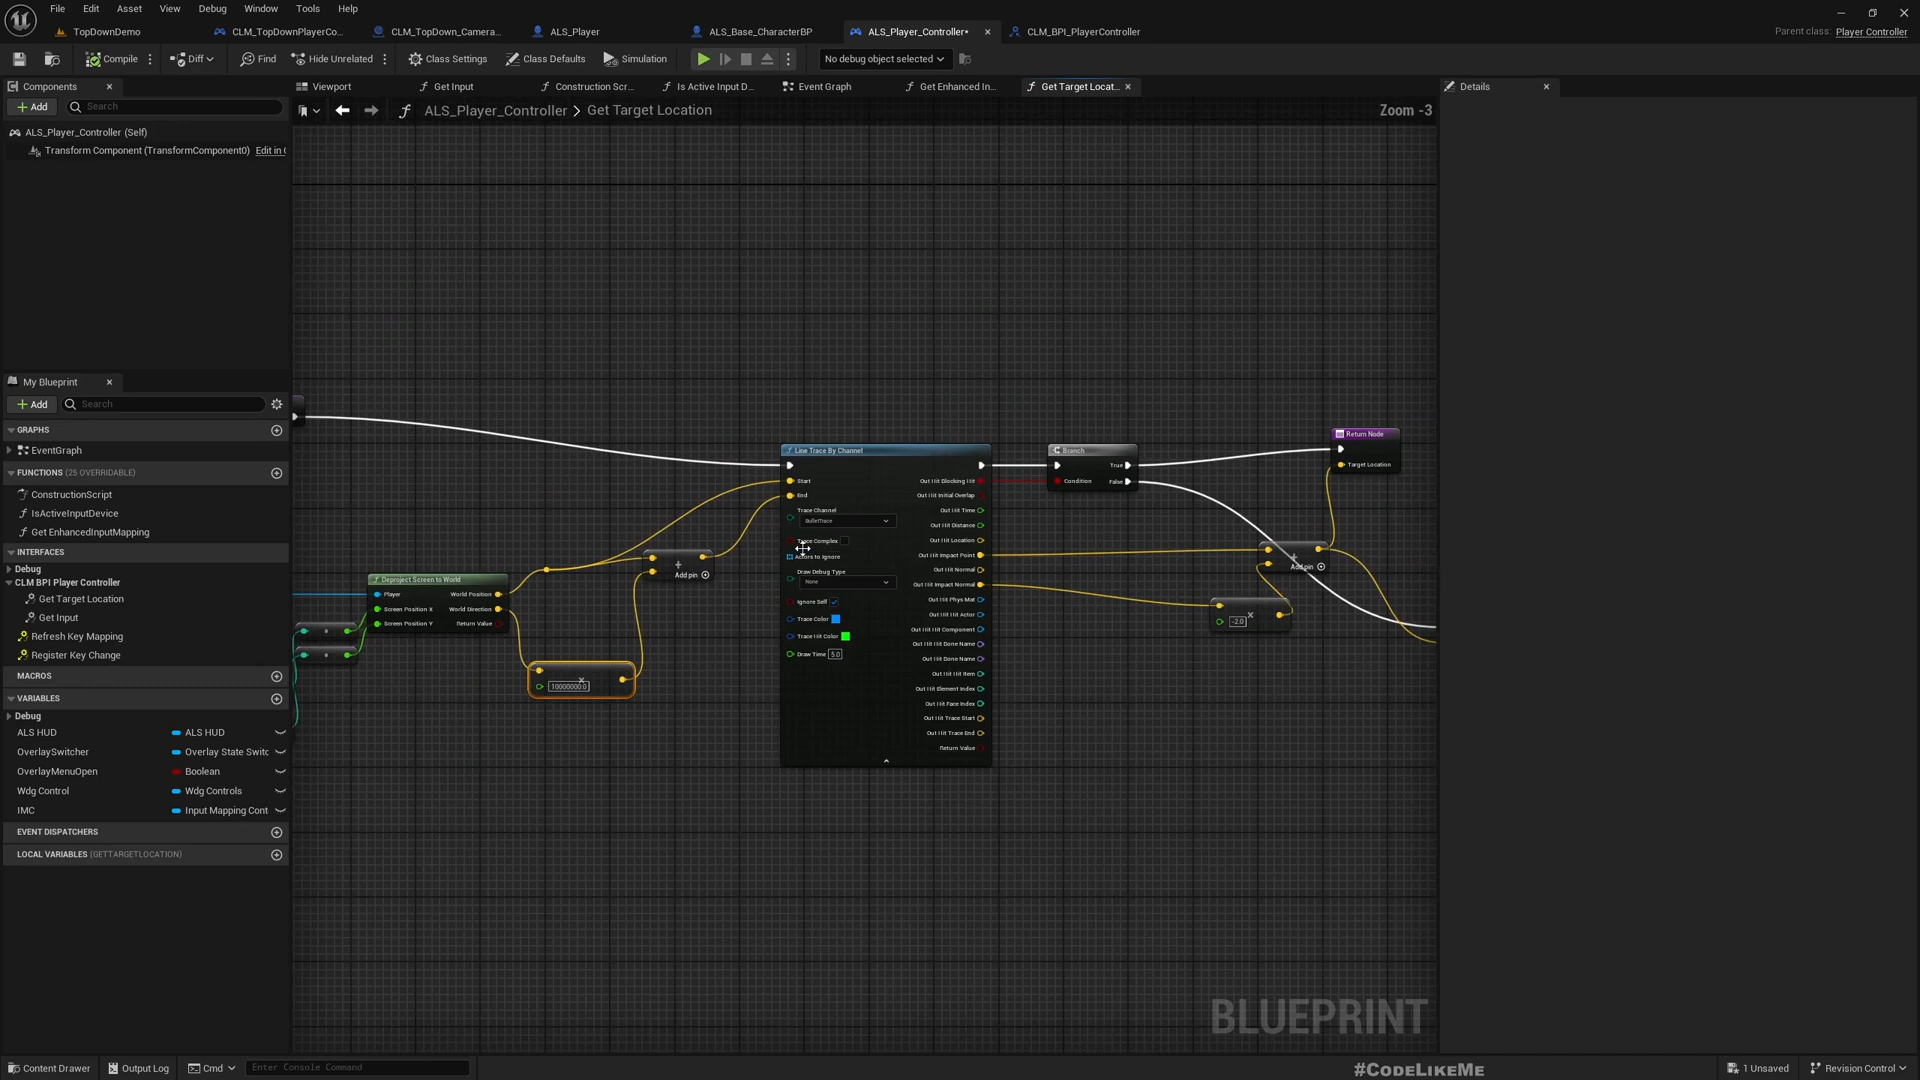 File Edit Asset View Debug Window Tools Help
TopDownDemo CLM_TopDownPlayerCo... CLM_TopDown_Camera... ALS_Player ALS_Base_CharacterBP ALS_Player_Controller* CLM_BPI_PlayerController Parent class: Player Controller
Compile Diff Find Hide Unrelated Class Settings Class Defaults Simulation No debug object selected
Components
Viewport Get Input Construction Scr... Is Active Input D... Event Graph Get Enhanced In... Get Target Locat...
Details
Add Search
ALS_Player_Controller > Get Target Location
Zoom -3
ALS_Player_Controller (Self)
Transform Component (TransformComponent0) Edit in C
My Blueprint
Add Search
GRAPHS
EventGraph
FUNCTIONS (25 OVERRIDABLE)
ConstructionScript
IsActiveInputDevice
Get EnhancedInputMapping
INTERFACES
Debug
CLM BPI Player Controller
Get Target Location
Get Input
Refresh Key Mapping
Register Key Change
MACROS
VARIABLES
Debug
ALS HUD ALS HUD
OverlaySwitcher Overlay State Switc
OverlayMenuOpen Boolean
Wdg Control Wdg Controls
IMC Input Mapping Cont
EVENT DISPATCHERS
LOCAL VARIABLES (GETTARGETLOCATION)
Deproject Screen to World
Player World Position
Screen Position X World Direction
Screen Position Y Return Value
10000000.0
Add pin
Line Trace By Channel
Start Out Hit Blocking Hit
End Out Hit Initial Overlap
Trace Channel Out Hit Time
BulletTrace
Out Hit Distance
Trace Complex Out Hit Location
Actors to Ignore Out Hit Impact Point
Draw Debug Type Out Hit Normal
None Out Hit Impact Normal
Ignore Self Out Hit Phys Mat
Trace Color Out Hit Hit Actor
Out Hit Hit Component
Trace Hit Color Out Hit Hit Bone Name
Draw Time 5.0 Out Hit Bone Name
Out Hit Hit Item
Out Hit Element Index
Out Hit Face Index
Out Hit Trace Start
Out Hit Trace End
Return Value
Branch
True
Condition False
Return Node
Target Location
Add pin
-2.0
BLUEPRINT
Content Drawer Output Log Cmd Enter Console Command
#CODELIKEME
1 Unsaved Revision Control